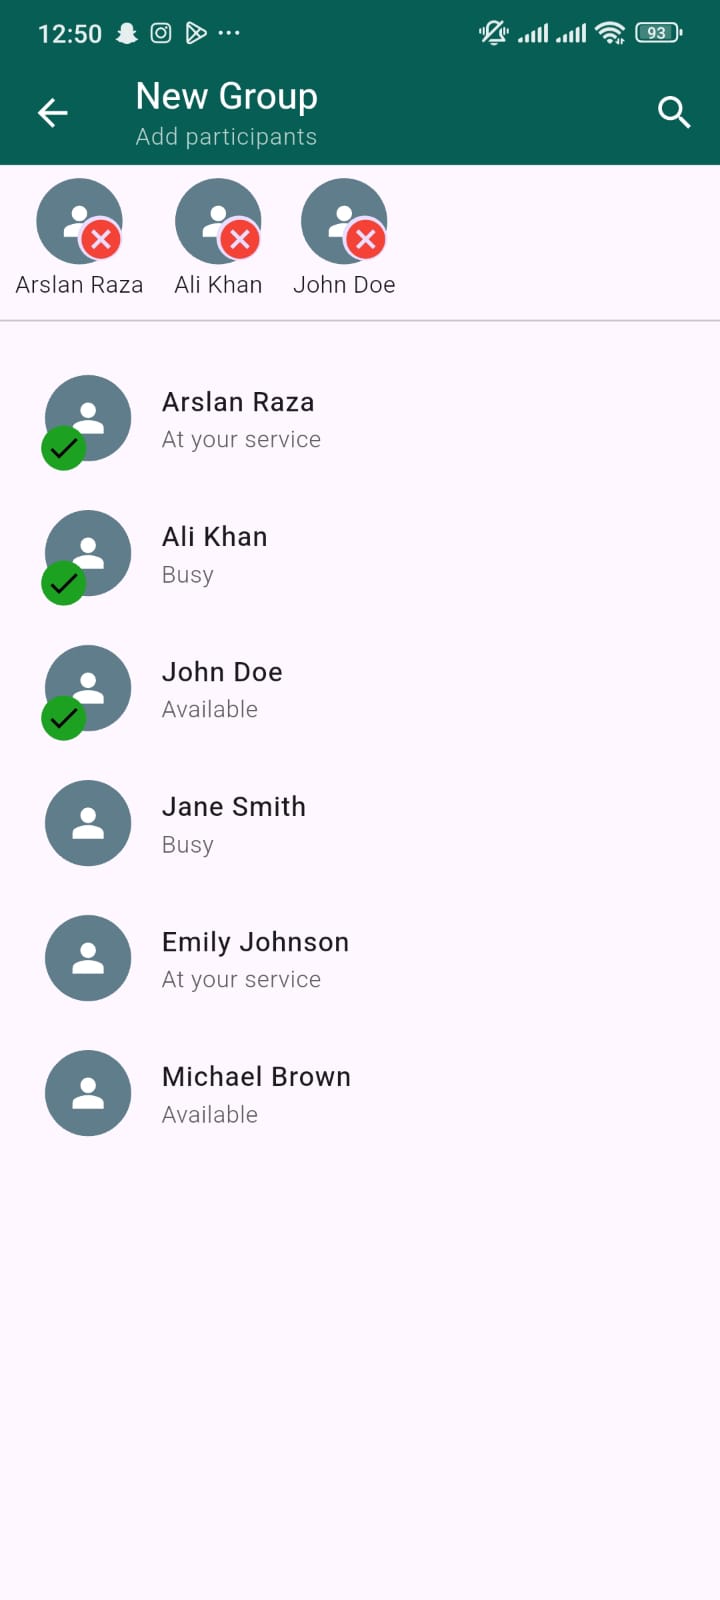 12:50 93
New Group
Add participants
Arslan Raza Ali Khan John Doe
Arslan Raza
At your service
Ali Khan
Busy
John Doe
Available
Jane Smith
Busy
Emily Johnson
At your service
Michael Brown
Available